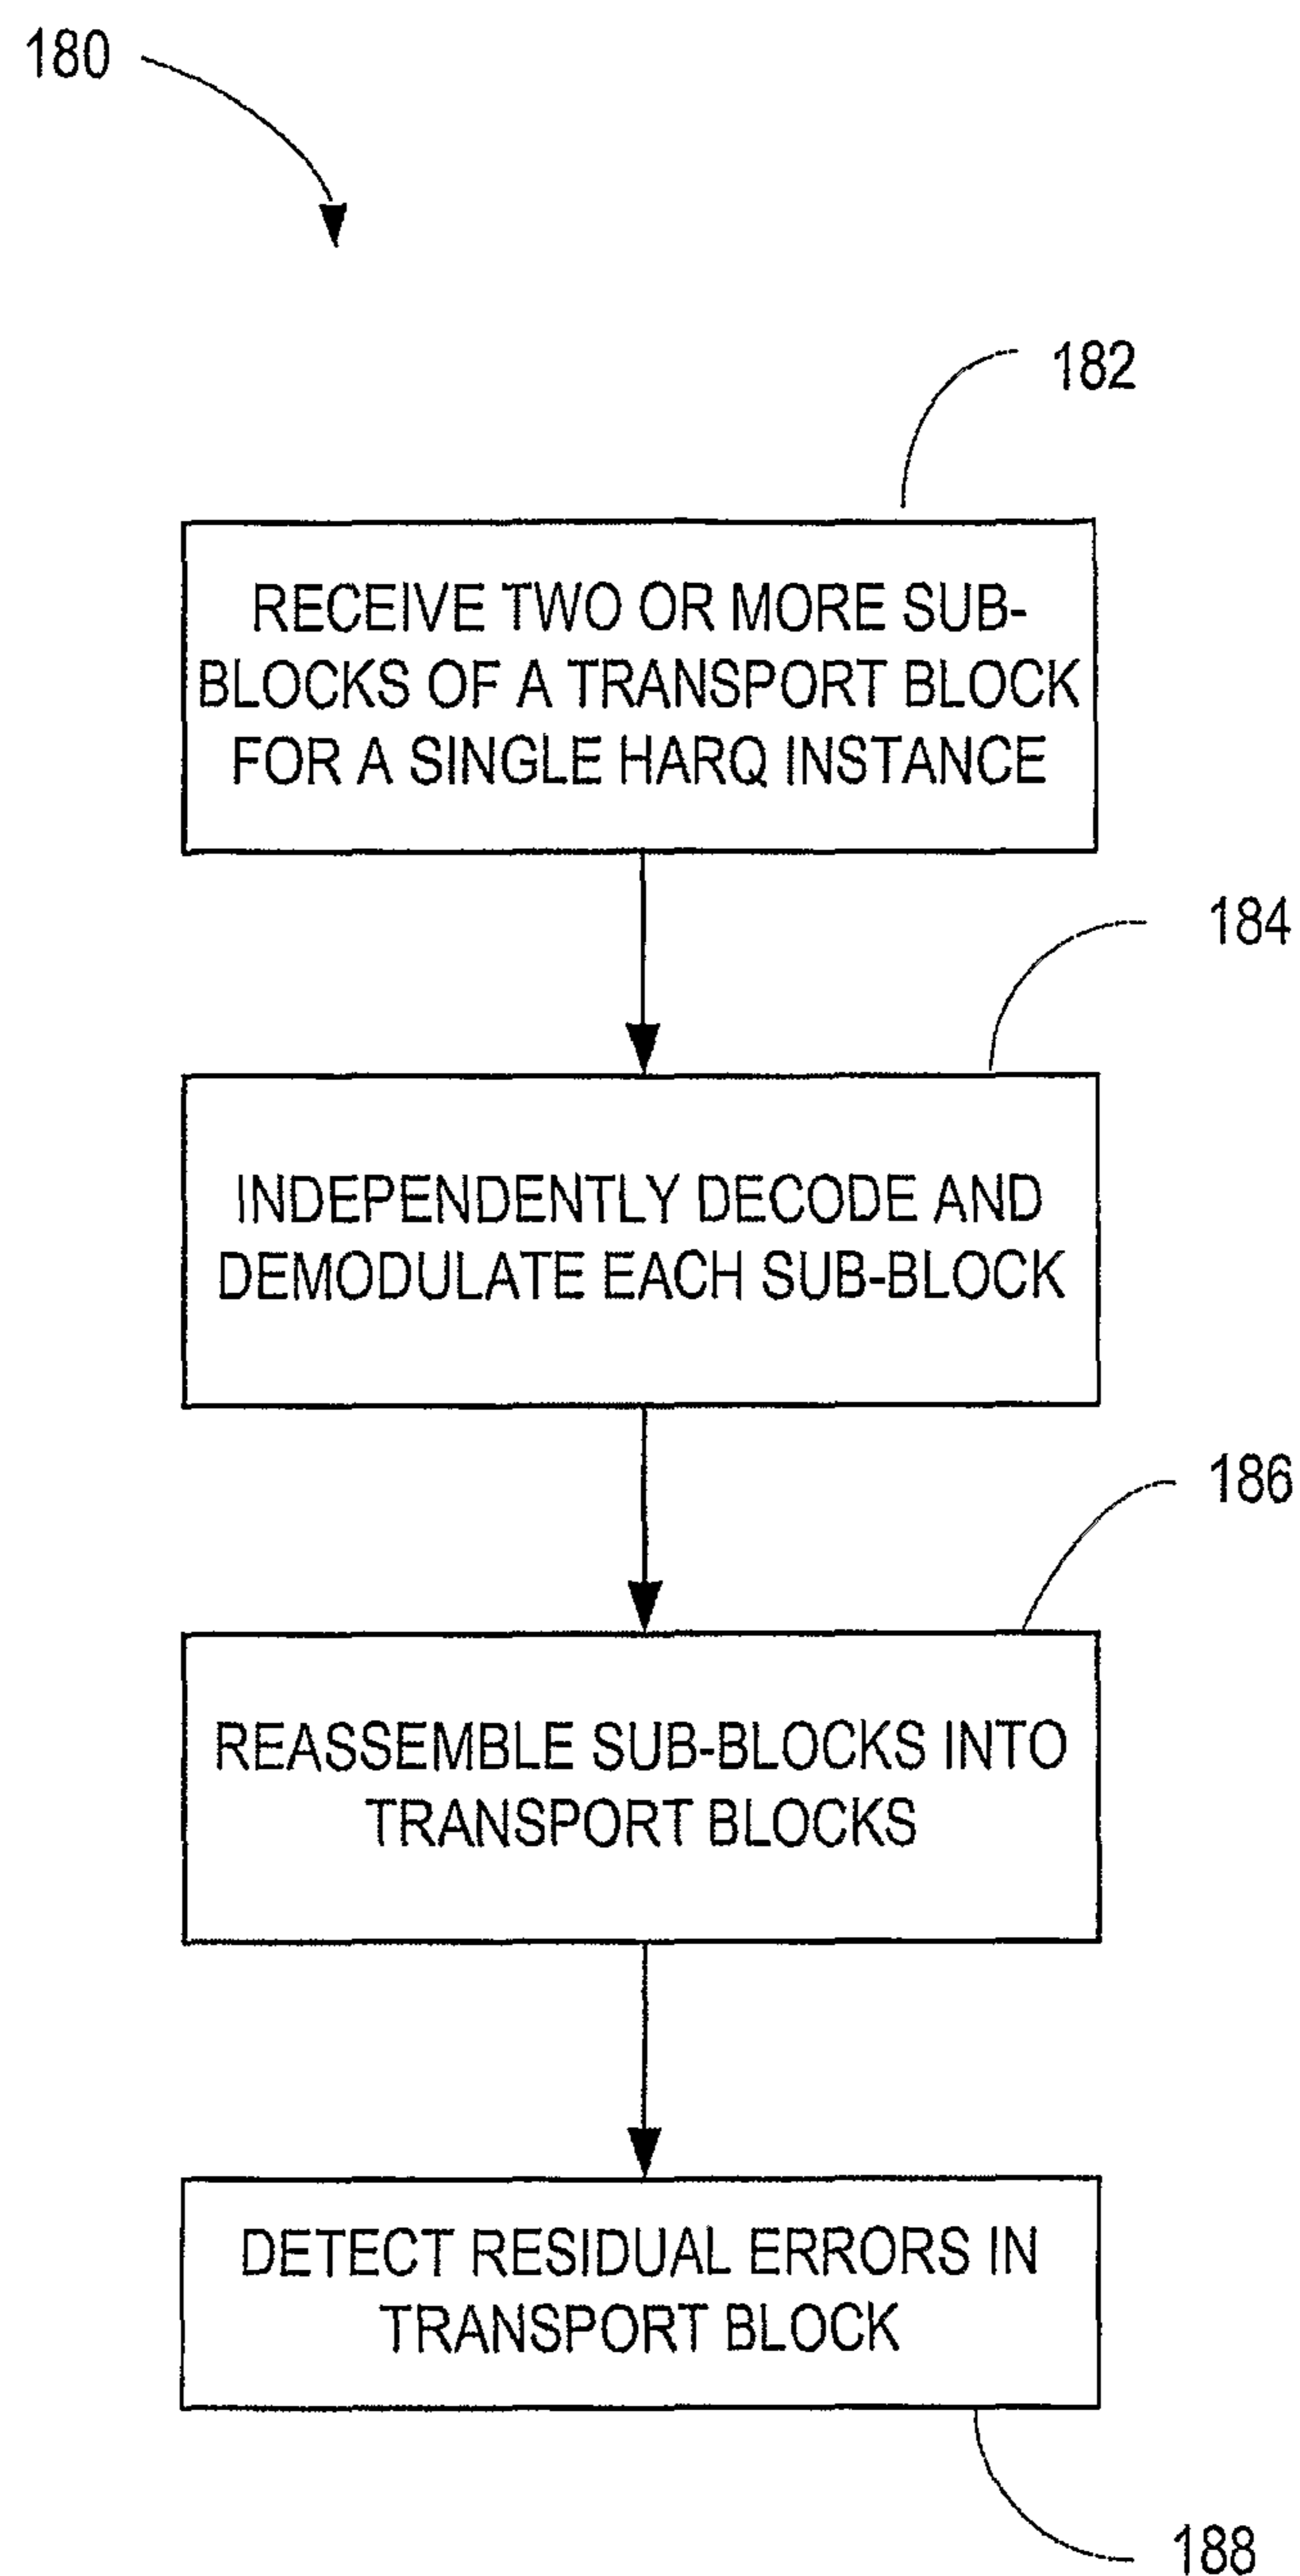 180
182
RECEIVE TWO OR MORE SUB-
BLOCKS OF A TRANSPORT BLOCK
FOR A SINGLE HARQ INSTANCE
184
INDEPENDENTLY DECODE AND
DEMODULATE EACH SUB-BLOCK
186
REASSEMBLE SUB-BLOCKS INTO
TRANSPORT BLOCKS
DETECT RESIDUAL ERRORS IN
TRANSPORT BLOCK
188